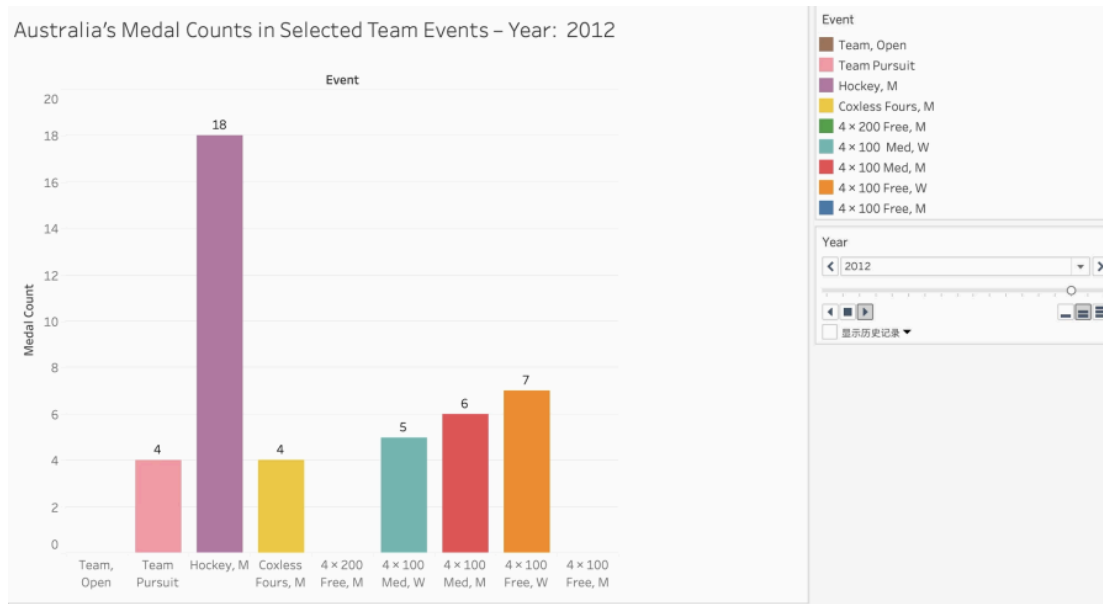 Australia's Medal Counts in Selected Team Events – Year: 2012
Event
20
18
16
14
12
10
8
6
4
2
0
Medal Count
4
18
4
5
6
7
Team,
Open
Team
Pursuit
Hockey, M
Coxless
Fours, M
4 × 200
Free, M
4 × 100
Med, W
4 × 100
Med, M
4 × 100
Free, W
4 × 100
Free, M
Event
Team, Open
Team Pursuit
Hockey, M
Coxless Fours, M
4 × 200 Free, M
4 × 100 Med, W
4 × 100 Med, M
4 × 100 Free, W
4 × 100 Free, M
Year
2012
显示历史记录